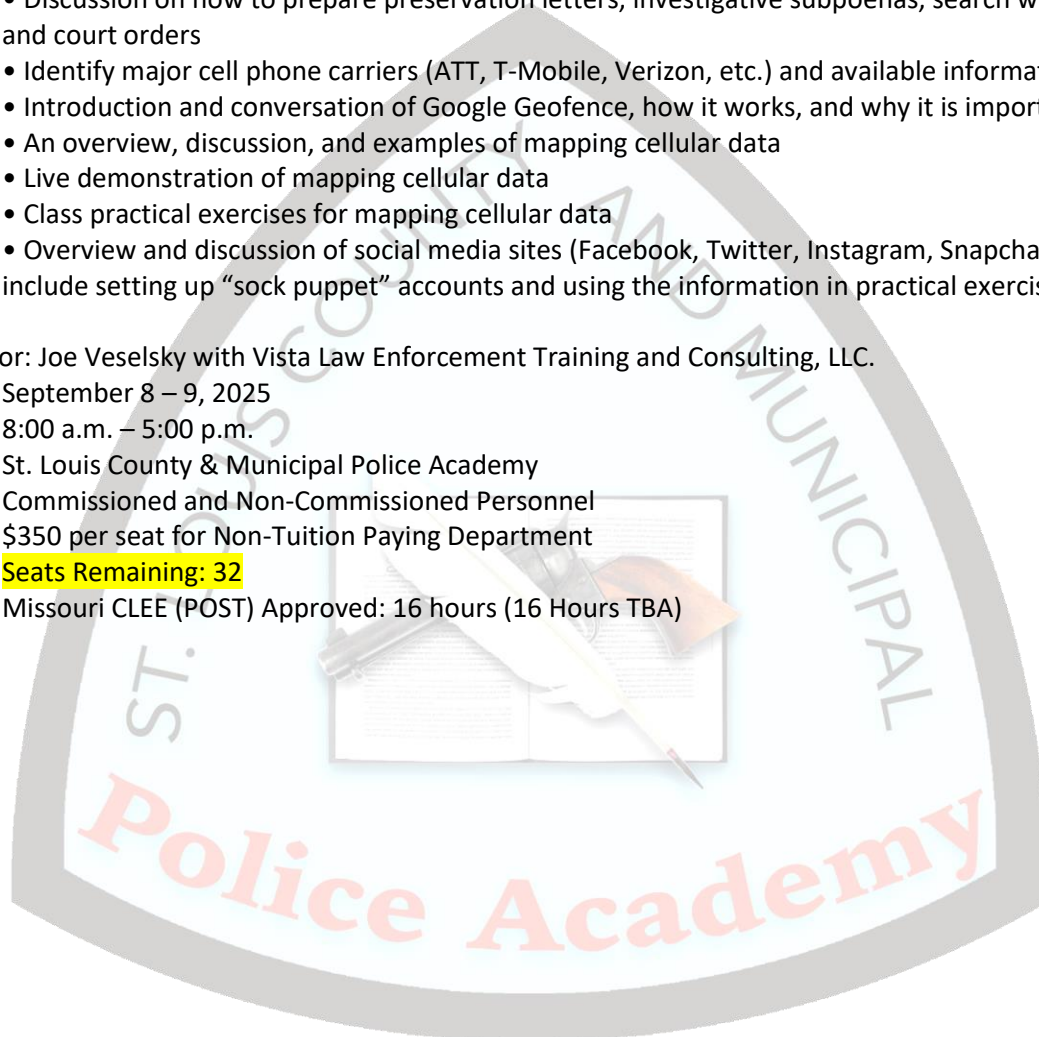 • Discussion on how to prepare preservation letters, investigative subpoenas, search w
and court orders
• Identify major cell phone carriers (ATT, T-Mobile, Verizon, etc.) and available informa
• Introduction and conversation of Google Geofence, how it works, and why it is import
• An overview, discussion, and examples of mapping cellular data
• Live demonstration of mapping cellular data
• Class practical exercises for mapping cellular data
• Overview and discussion of social media sites (Facebook, Twitter, Instagram, Snapcha
include setting up “sock puppet” accounts and using the information in practical exercis
or: Joe Veselsky with Vista Law Enforcement Training and Consulting, LLC.
September 8 – 9, 2025
8:00 a.m. – 5:00 p.m.
St. Louis County & Municipal Police Academy
Commissioned and Non-Commissioned Personnel
$350 per seat for Non-Tuition Paying Department
Seats Remaining: 32
Missouri CLEE (POST) Approved: 16 hours (16 Hours TBA)
ST. LOUIS COUNTY AND MUNICIPAL
Police Academy